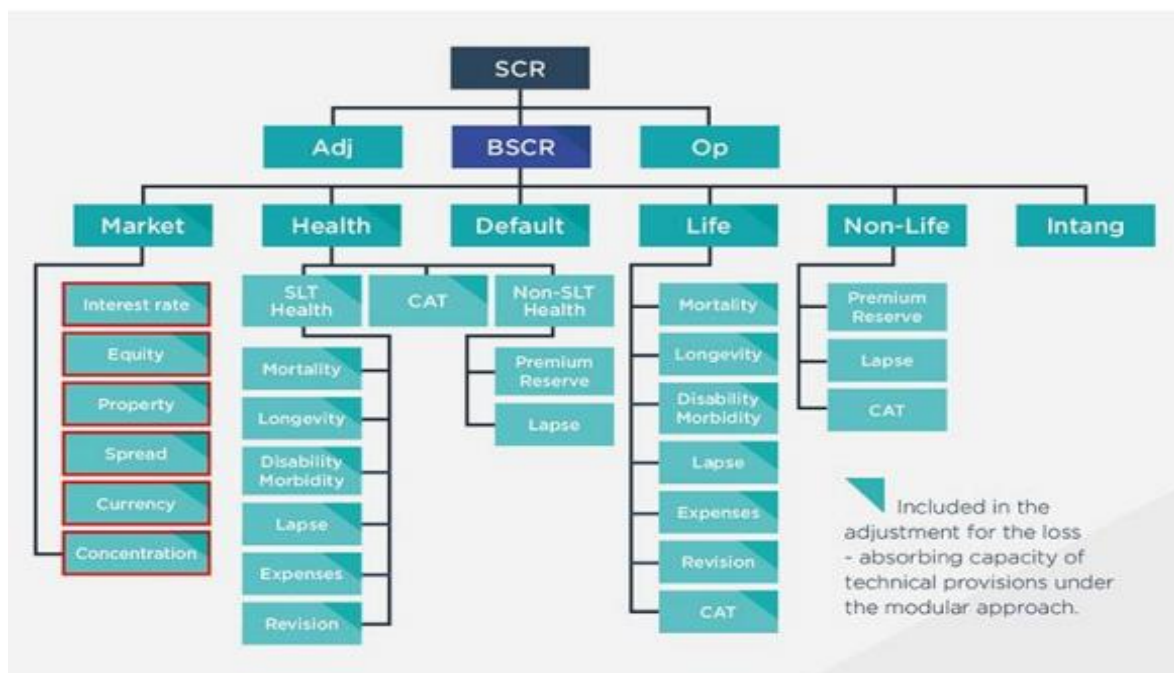 SCR
Adj
BSCR
Op
Market
Health
Default
Life
Non-Life
Intang
Interest rate
Equity
Property
Spread
Currency
Concentration
SLT
Health
CAT
Non-SLT
Health
Mortality
Longevity
Disability
Morbidity
Lapse
Expenses
Revision
Premium
Reserve
Lapse
Mortality
Longevity
Disability
Morbidity
Lapse
Expenses
Revision
CAT
Premium
Reserve
Lapse
CAT
Included in the
adjustment for the loss
- absorbing capacity of
technical provisions under
the modular approach.